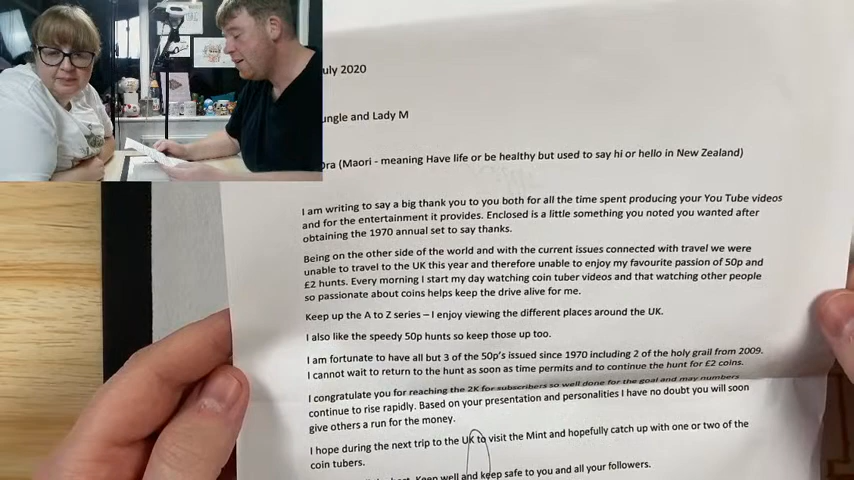 uly 2020
ungle and Lady M
Ora (Maori - meaning Have life or be healthy but used to say hi or hello in New Zealand)
I am writing to say a big thank you to you both for all the time spent producing your You Tube videos
and for the entertainment it provides. Enclosed is a little something you noted you wanted after
obtaining the 1970 annual set to say thanks.
Being on the other side of the world and with the current issues connected with travel we were
unable to travel to the UK this year and therefore unable to enjoy my favourite passion of 50p and
£2 hunts. Every morning I start my day watching coin tuber videos and that watching other people
so passionate about coins helps keep the drive alive for me.
Keep up the A to Z series – I enjoy viewing the different places around the UK.
I also like the speedy 50p hunts so keep those up too.
I am fortunate to have all but 3 of the 50p's issued since 1970 including 2 of the holy grail from 2009.
I cannot wait to return to the hunt as soon as time permits and to continue the hunt for £2 coins.
I congratulate you for reaching the 2K for subscribers so well done for the goal and may numbers
continue to rise rapidly. Based on your presentation and personalities I have no doubt you will soon
give others a run for the money.
I hope during the next trip to the UK to visit the Mint and hopefully catch up with one or two of the
coin tubers.
Keep well and keep safe to you and all your followers.